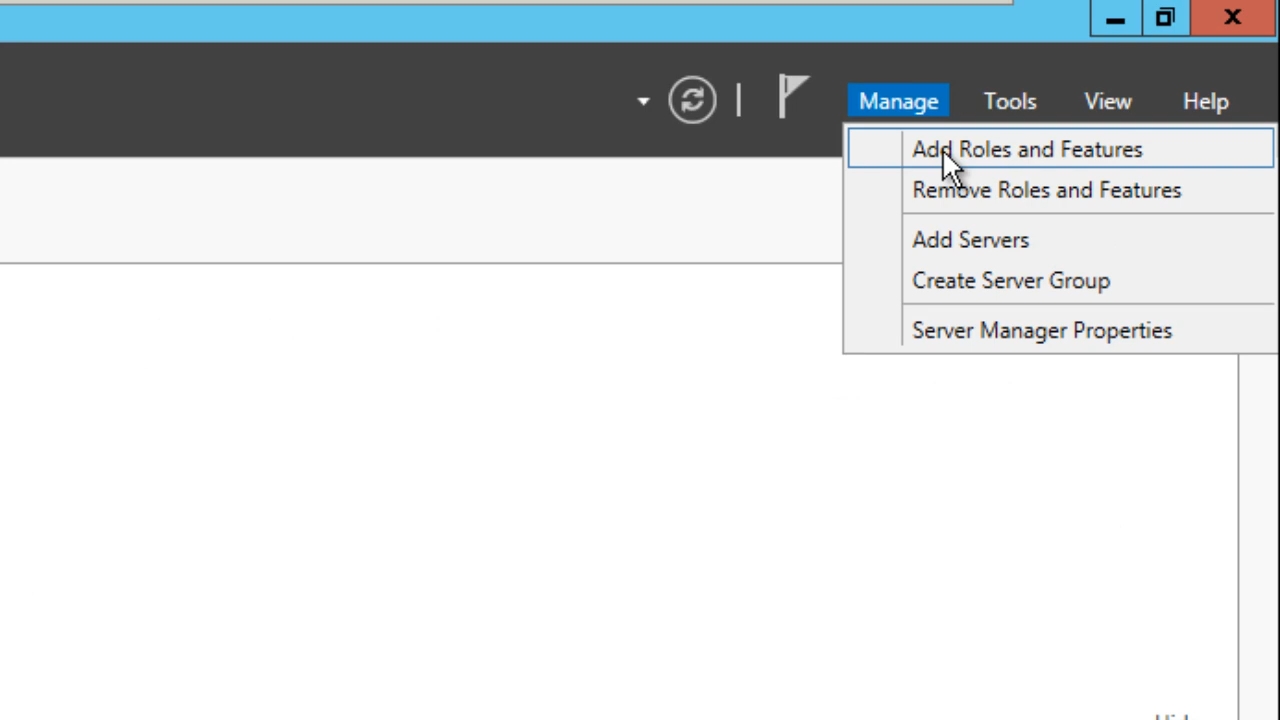 Manage Tools View Help
Add Roles and Features
Remove Roles and Features
Add Servers
Create Server Group
Server Manager Properties